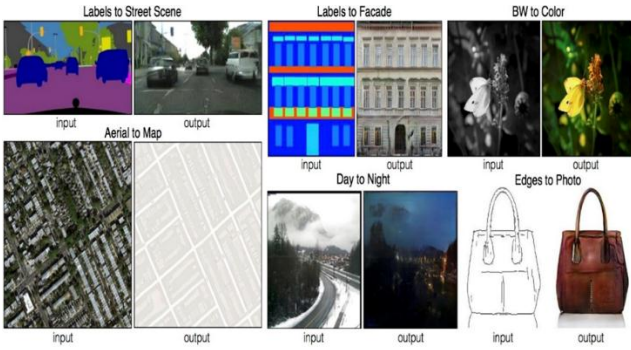 Labels to Street Scene
input
output
Labels to Facade
input
output
BW to Color
input
output
Aerial to Map
input
output
Day to Night
input
output
Edges to Photo
input
output